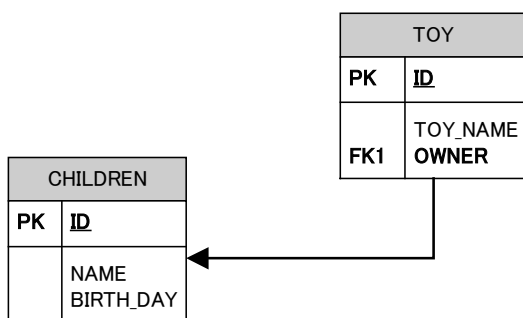 TOY
PK ID
TOY_NAME
FK1 OWNER
CHILDREN
PK ID
NAME
BIRTH_DAY